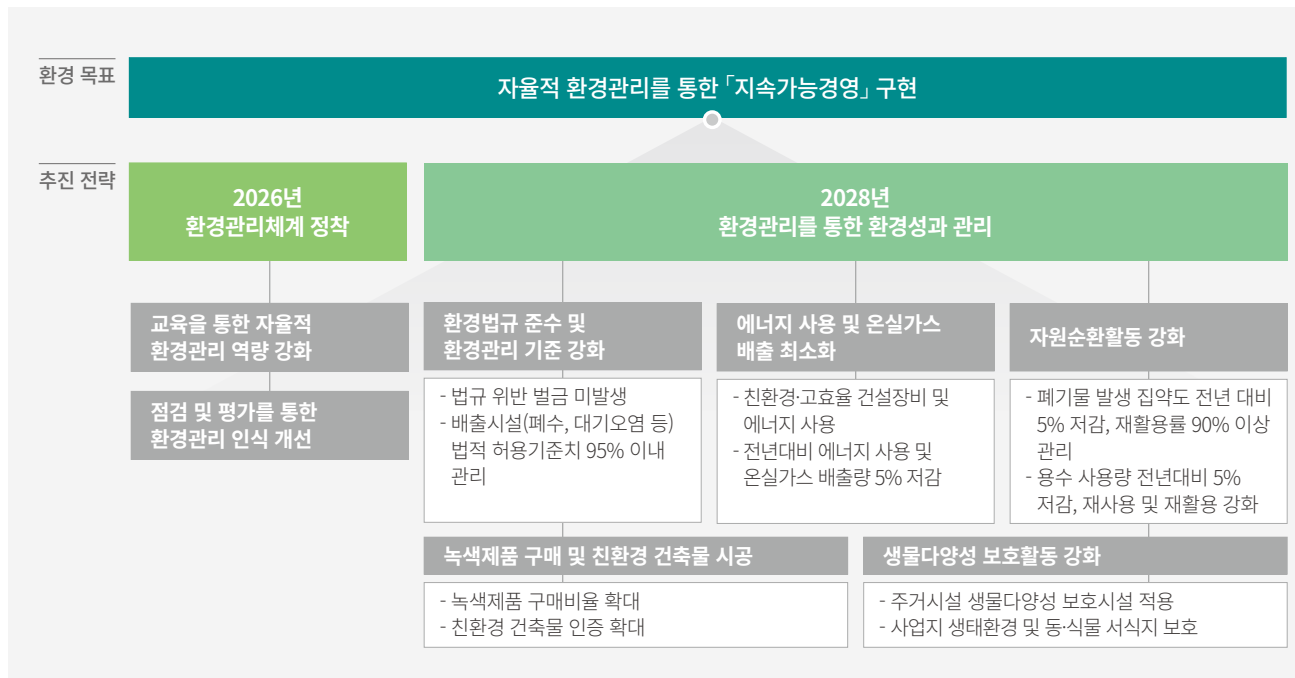 환경 목표
자율적 환경관리를 통한 「지속가능경영」 구현
추진 전략
2026년
환경관리체계 정착
2028년
환경관리를 통한 환경성과 관리
교육을 통한 자율적
환경관리 역량 강화
점검 및 평가를 통한
환경관리 인식 개선
환경법규 준수 및
환경관리 기준 강화
- 법규 위반 벌금 미발생
- 배출시설(폐수, 대기오염 등)
법적 허용기준치 95% 이내
관리
에너지 사용 및 온실가스
배출 최소화
- 친환경·고효율 건설장비 및
에너지 사용
- 전년대비 에너지 사용 및
온실가스 배출량 5% 저감
자원순환활동 강화
- 폐기물 발생 집약도 전년 대비
5% 저감, 재활용률 90% 이상
관리
- 용수 사용량 전년대비 5%
저감, 재사용 및 재활용 강화
녹색제품 구매 및 친환경 건축물 시공
- 녹색제품 구매비율 확대
- 친환경 건축물 인증 확대
생물다양성 보호활동 강화
- 주거시설 생물다양성 보호시설 적용
- 사업지 생태환경 및 동·식물 서식지 보호